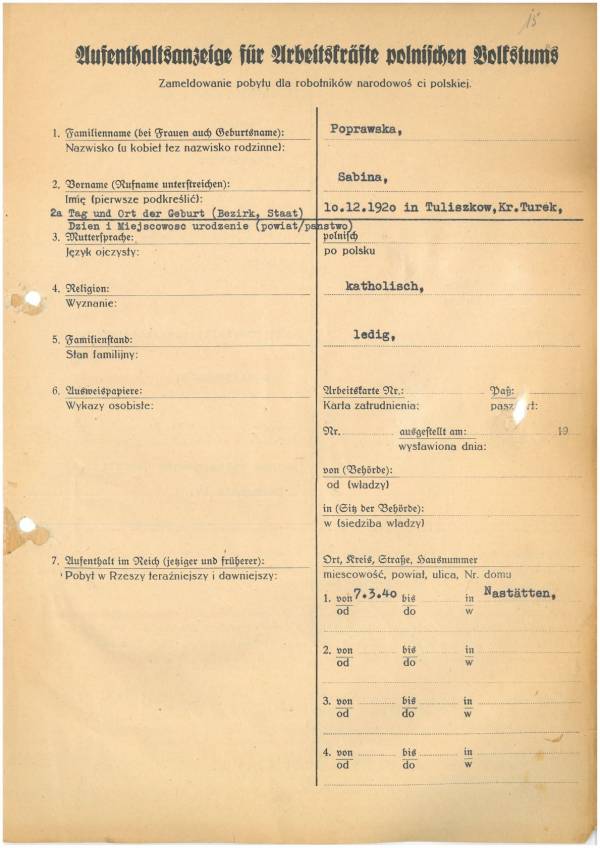 15
Aufenthaltsanzeige für Arbeitskräfte polnischen Volkstums
Zameldowanie pobytu dla robotników narodowoś ci polskiej.
1. Familienname (bei Frauen auch Geburtsname): Poprawska,
Nazwisko (u kobiet też nazwisko rodzinne):
2. Vorname (Rufname unterstreichen): Sabina,
Imię (pierwsze podkreślić):
2a Tag und Ort der Geburt (Bezirk, Staat) 1o.12.192o in Tuliszkow,Kr.Turek,
Dzien i Miejscowosc urodzenie (powiat/panstwo)
3. Muttersprache: polnisch
Język ojczysty: po polsku
4. Religion: katholisch,
Wyznanie:
5. Familienstand: ledig,
Stan familijny:
6. Ausweispapiere: Arbeitskarte Nr.: Paß:
Wykazy osobiste: Karta zatrudnienia: paszport:
Nr. ausgestellt am: 19
wystawiona dnia:
von (Behörde):
od (władzy)
in (Sitz der Behörde):
w (siedziba władzy)
7. Aufenthalt im Reich (jetziger und früherer): Ort, Kreis, Straße, Hausnummer
Pobyt w Rzeszy teraźniejszy i dawniejszy: miescowość, powiat, ulica, Nr. domu
1. von 7.3.4o bis in Nastätten,
od do w
2. von bis in
od do w
3. von bis in
od do w
4. von bis in
od do w